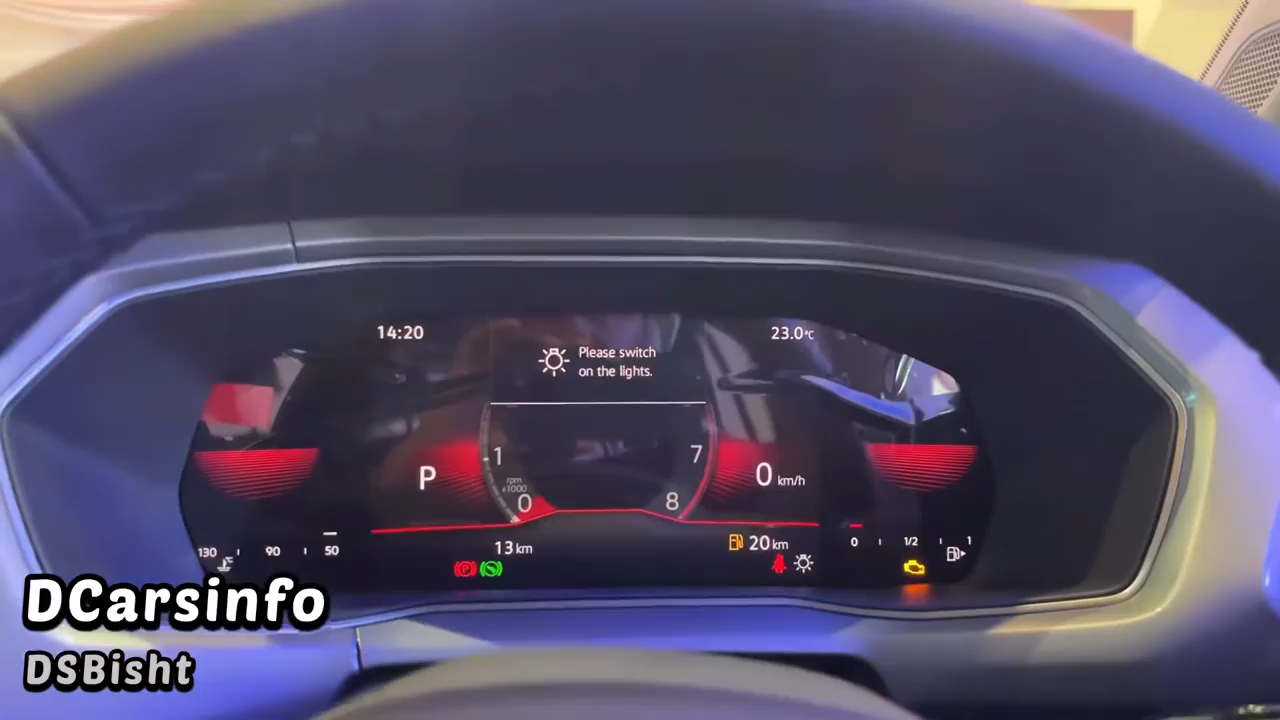 14:20
23.0°C
Please switch
on the lights.
1
7
P
rpm
x1000
0
8
0 km/h
13 km
20 km
130
90
50
0
1/2
1
P
DCarsinfo
DSBisht